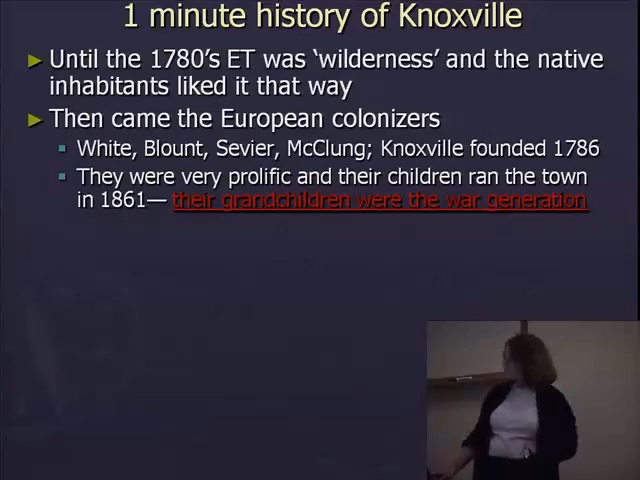 1 minute history of Knoxville
Until the 1780's ET was 'wilderness' and the native
inhabitants liked it that way
Then came the European colonizers
White, Blount, Sevier, McClung; Knoxville founded 1786
They were very prolific and their children ran the town
in 1861— their grandchildren were the war generation